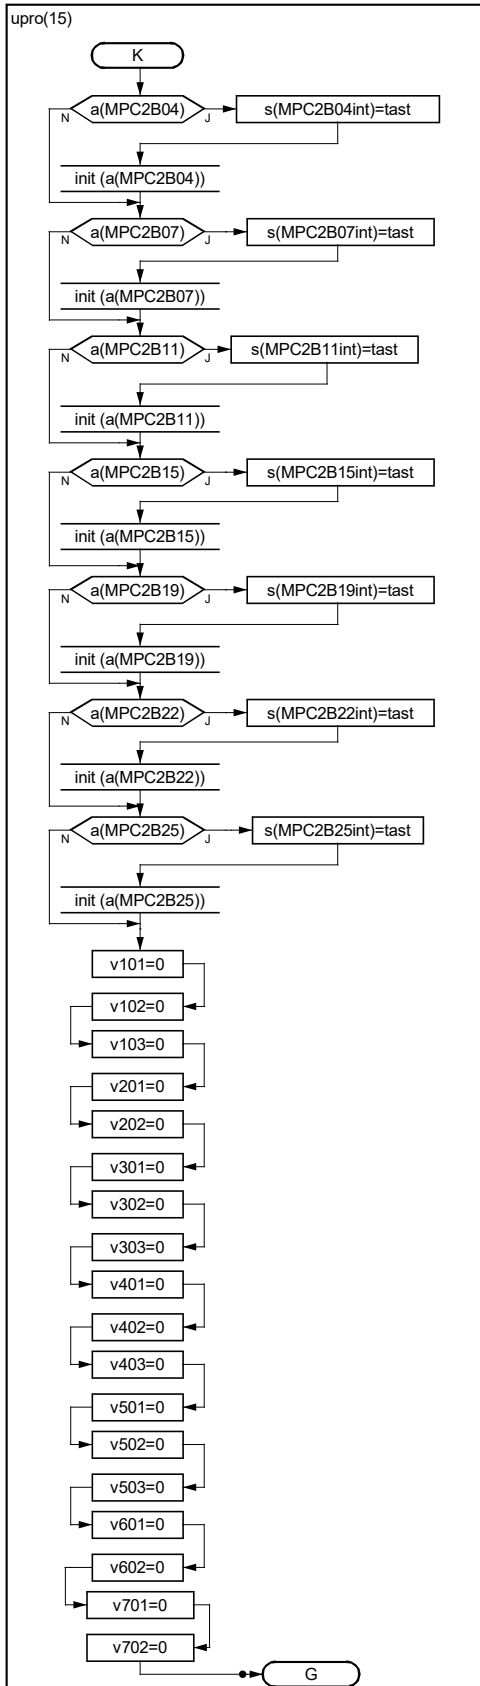 upro(15)
K
a(MPC2B04)
N
J
s(MPC2B04int)=tast
init (a(MPC2B04))
a(MPC2B07)
N
J
s(MPC2B07int)=tast
init (a(MPC2B07))
a(MPC2B11)
N
J
s(MPC2B11int)=tast
init (a(MPC2B11))
a(MPC2B15)
N
J
s(MPC2B15int)=tast
init (a(MPC2B15))
a(MPC2B19)
N
J
s(MPC2B19int)=tast
init (a(MPC2B19))
a(MPC2B22)
N
J
s(MPC2B22int)=tast
init (a(MPC2B22))
a(MPC2B25)
N
J
s(MPC2B25int)=tast
init (a(MPC2B25))
v101=0
v102=0
v103=0
v201=0
v202=0
v301=0
v302=0
v303=0
v401=0
v402=0
v403=0
v501=0
v502=0
v503=0
v601=0
v602=0
v701=0
v702=0
G